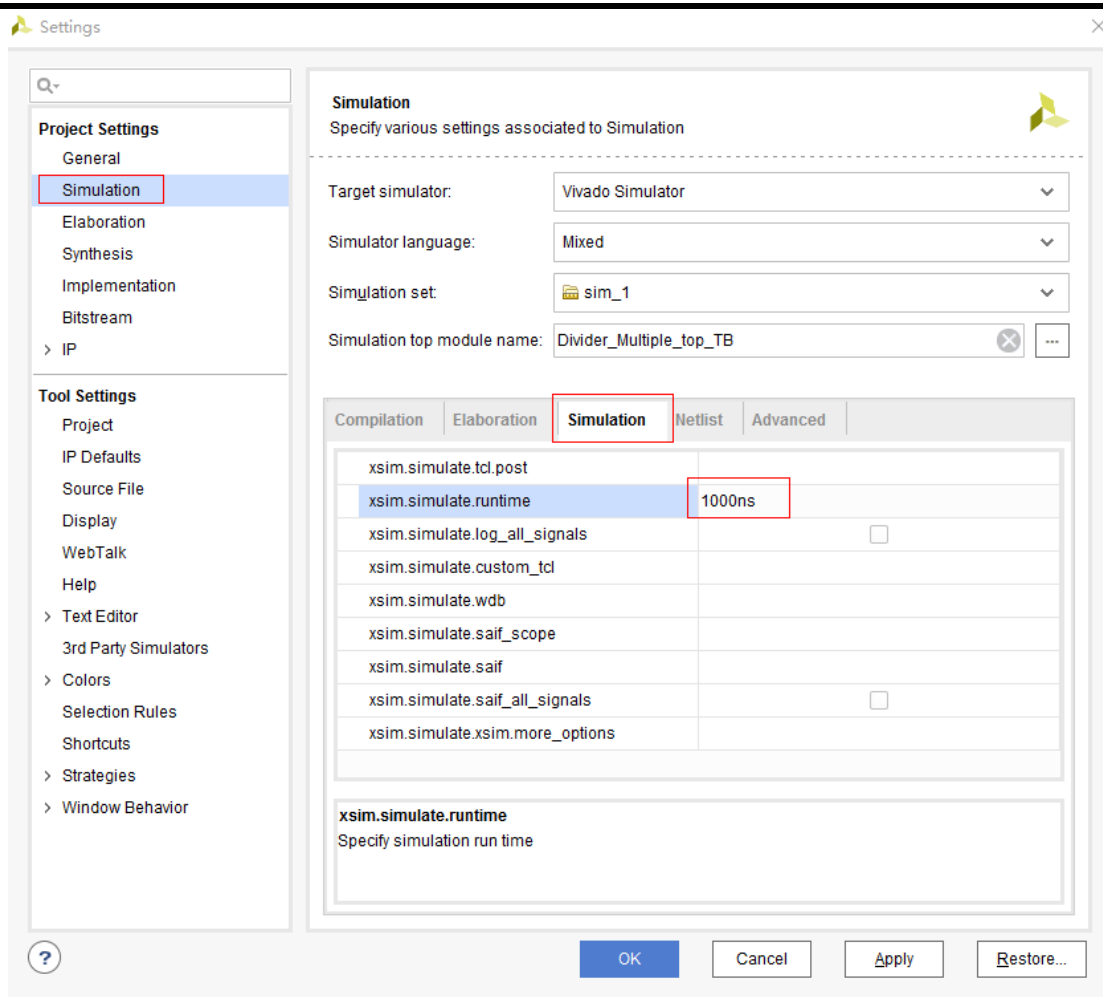 Settings
Project Settings
General
Simulation
Elaboration
Synthesis
Implementation
Bitstream
> IP
Tool Settings
Project
IP Defaults
Source File
Display
WebTalk
Help
> Text Editor
3rd Party Simulators
> Colors
Selection Rules
Shortcuts
> Strategies
> Window Behavior
Simulation
Specify various settings associated to Simulation
Target simulator: Vivado Simulator
Simulator language: Mixed
Simulation set: sim_1
Simulation top module name: Divider_Multiple_top_TB ...
Compilation Elaboration Simulation Netlist Advanced
xsim.simulate.tcl.post
xsim.simulate.runtime 1000ns
xsim.simulate.log_all_signals
xsim.simulate.custom_tcl
xsim.simulate.wdb
xsim.simulate.saif_scope
xsim.simulate.saif
xsim.simulate.saif_all_signals
xsim.simulate.xsim.more_options
xsim.simulate.runtime
Specify simulation run time
? OK Cancel Apply Restore...